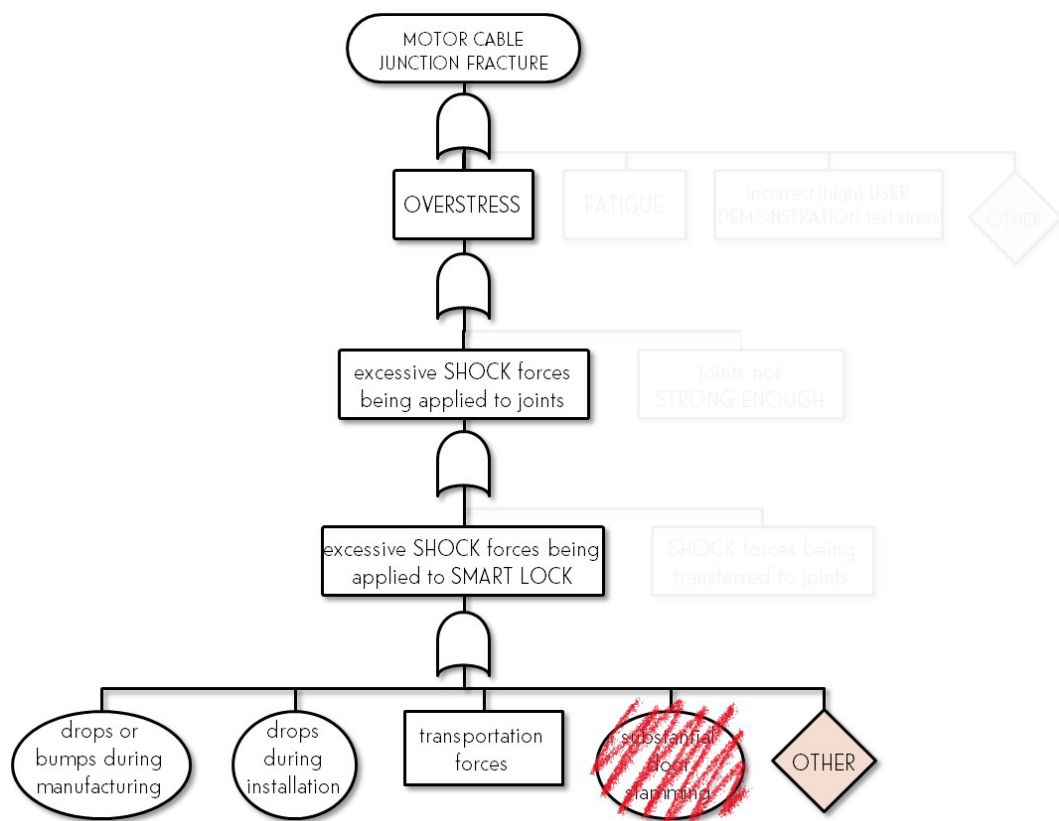 MOTOR CABLE
JUNCTION FRACTURE
OVERSTRESS
FATIGUE
incorrect (high) USER
DEMONSTRATION test stress
OTHER
excessive SHOCK forces
being applied to joints
joints not
STRONG ENOUGH
excessive SHOCK forces being
applied to SMART LOCK
SHOCK forces being
transferred to joints
drops or
bumps during
manufacturing
drops
during
installation
transportation
forces
substantial
door
slamming
OTHER